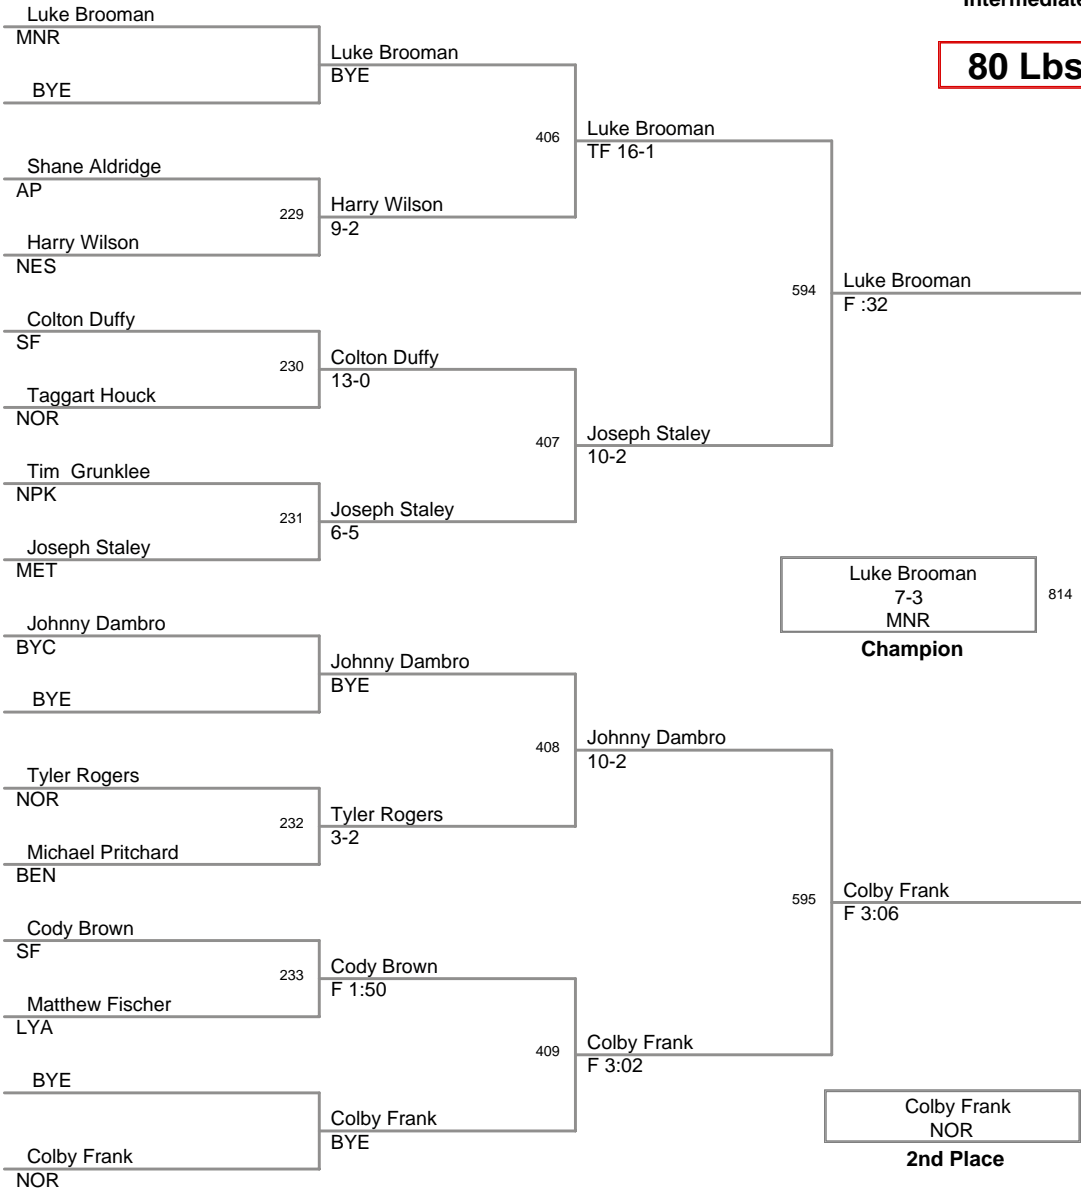 Intermediate
80 Lbs
Luke Brooman
MNR
BYE
Luke Brooman
BYE
Shane Aldridge
AP
Harry Wilson
NES
229
Harry Wilson
9-2
406
Luke Brooman
TF 16-1
Colton Duffy
SF
Taggart Houck
NOR
230
Colton Duffy
13-0
Tim  Grunklee
NPK
Joseph Staley
MET
231
Joseph Staley
6-5
407
Joseph Staley
10-2
594
Luke Brooman
F :32
Luke Brooman
7-3
MNR
814
Champion
Johnny Dambro
BYC
BYE
Johnny Dambro
BYE
Tyler Rogers
NOR
Michael Pritchard
BEN
232
Tyler Rogers
3-2
408
Johnny Dambro
10-2
Cody Brown
SF
Matthew Fischer
LYA
233
Cody Brown
F 1:50
BYE
Colby Frank
NOR
Colby Frank
BYE
409
Colby Frank
F 3:02
595
Colby Frank
F 3:06
Colby Frank
NOR
2nd Place